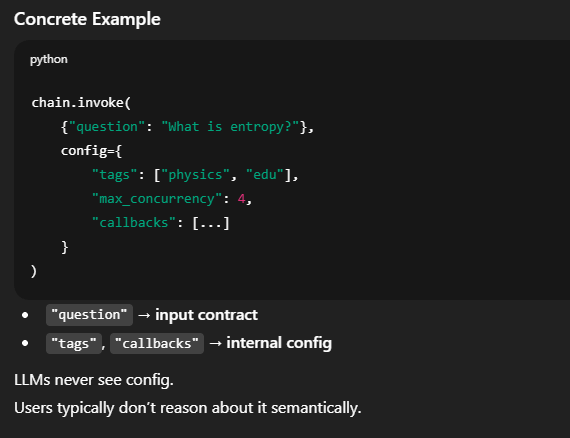 Concrete Example
python
chain.invoke(
    {"question": "What is entropy?"},
    config={
        "tags": ["physics", "edu"],
        "max_concurrency": 4,
        "callbacks": [...]
    }
)
• "question" → input contract
• "tags", "callbacks" → internal config
LLMs never see config.
Users typically don’t reason about it semantically.